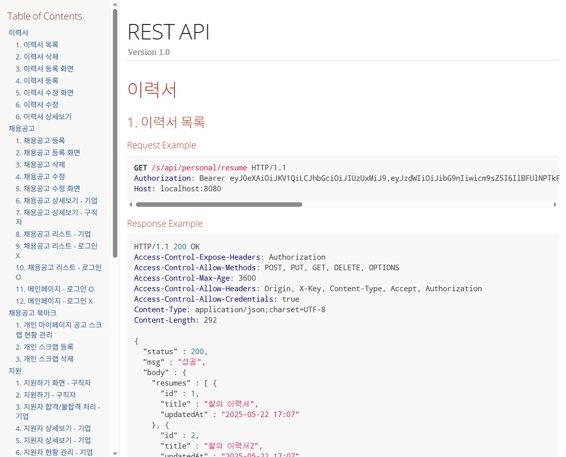 Table of Contents
이력서
1. 이력서 목록
2. 이력서 삭제
3. 이력서 등록 화면
4. 이력서 등록
5. 이력서 수정 화면
6. 이력서 수정
6. 이력서 상세보기
채용공고
1. 채용공고 등록
2. 채용공고 등록 화면
3. 채용공고 삭제
4. 채용공고 수정
5. 채용공고 수정 화면
6. 채용공고 상세보기 - 기업
7. 채용공고 상세보기 - 구직
자
8. 채용공고 리스트 - 기업
9. 채용공고 리스트 - 로그인
X
10. 채용공고 리스트 - 로그인
O
11. 메인페이지 - 로그인 O
12. 메인페이지 - 로그인 X
채용공고 북마크
1. 개인 마이페이지 공고 스크
랩 현황 관리
2. 개인 스크랩 등록
3. 개인 스크랩 삭제
지원
1. 지원하기 화면 - 구직자
2. 지원하기 - 구직자
3. 지원자 합격/불합격 처리 -
기업
4. 지원자 상세보기 - 기업
5. 지원자 상세보기 - 기업
6. 지원자 현황 관리 - 기업
REST API
Version 1.0
이력서
1. 이력서 목록
Request Example
GET /s/api/personal/resume HTTP/1.1
Authorization: Bearer eyJ0eXAiOiJKV1QiLCJhbGciOiJIUzUxMiJ9.eyJzdWIiOiJibG9nIiwicm9sZSI6IlBFUlNPTkF
Host: localhost:8080
Response Example
HTTP/1.1 200 OK
Access-Control-Expose-Headers: Authorization
Access-Control-Allow-Methods: POST, PUT, GET, DELETE, OPTIONS
Access-Control-Max-Age: 3600
Access-Control-Allow-Headers: Origin, X-Key, Content-Type, Accept, Authorization
Access-Control-Allow-Credentials: true
Content-Type: application/json;charset=UTF-8
Content-Length: 292
{
"status" : 200,
"msg" : "성공",
"body" : {
"resumes" : [ {
"id" : 1,
"title" : "쌀의 이력서",
"updatedAt" : "2025-05-22 17:07"
}, {
"id" : 2,
"title" : "쌀의 이력서2",
"updatedAt" : "2025-05-22 17:07"